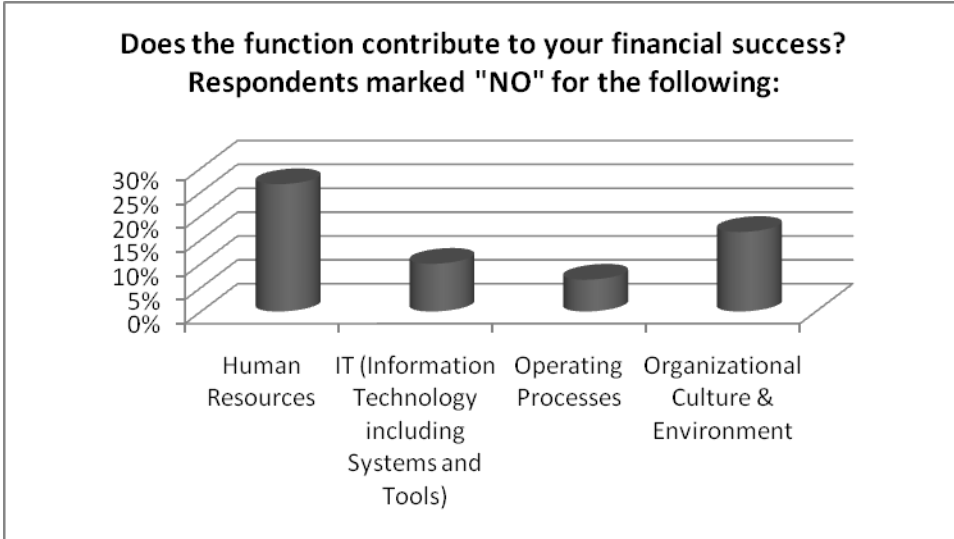 Does the function contribute to your financial success?
Respondents marked "NO" for the following:
30%
25%
20%
15%
10%
5%
0%
Human
Resources
IT (Information
Technology
including
Systems and
Tools)
Operating
Processes
Organizational
Culture &
Environment